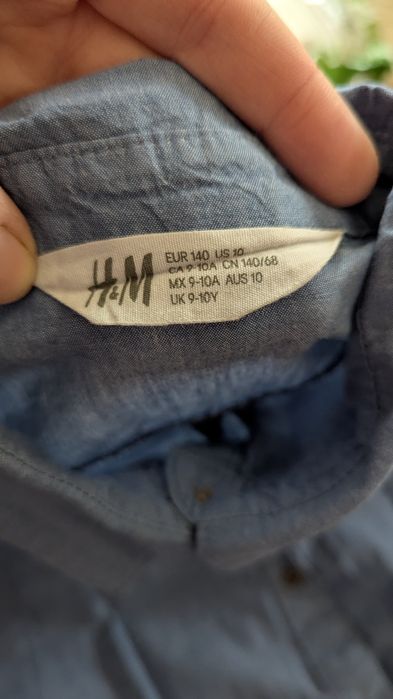 H&M
EUR 140 US 10
CA 9-10A CN 140/68
MX 9-10A AUS 10
UK 9-10Y